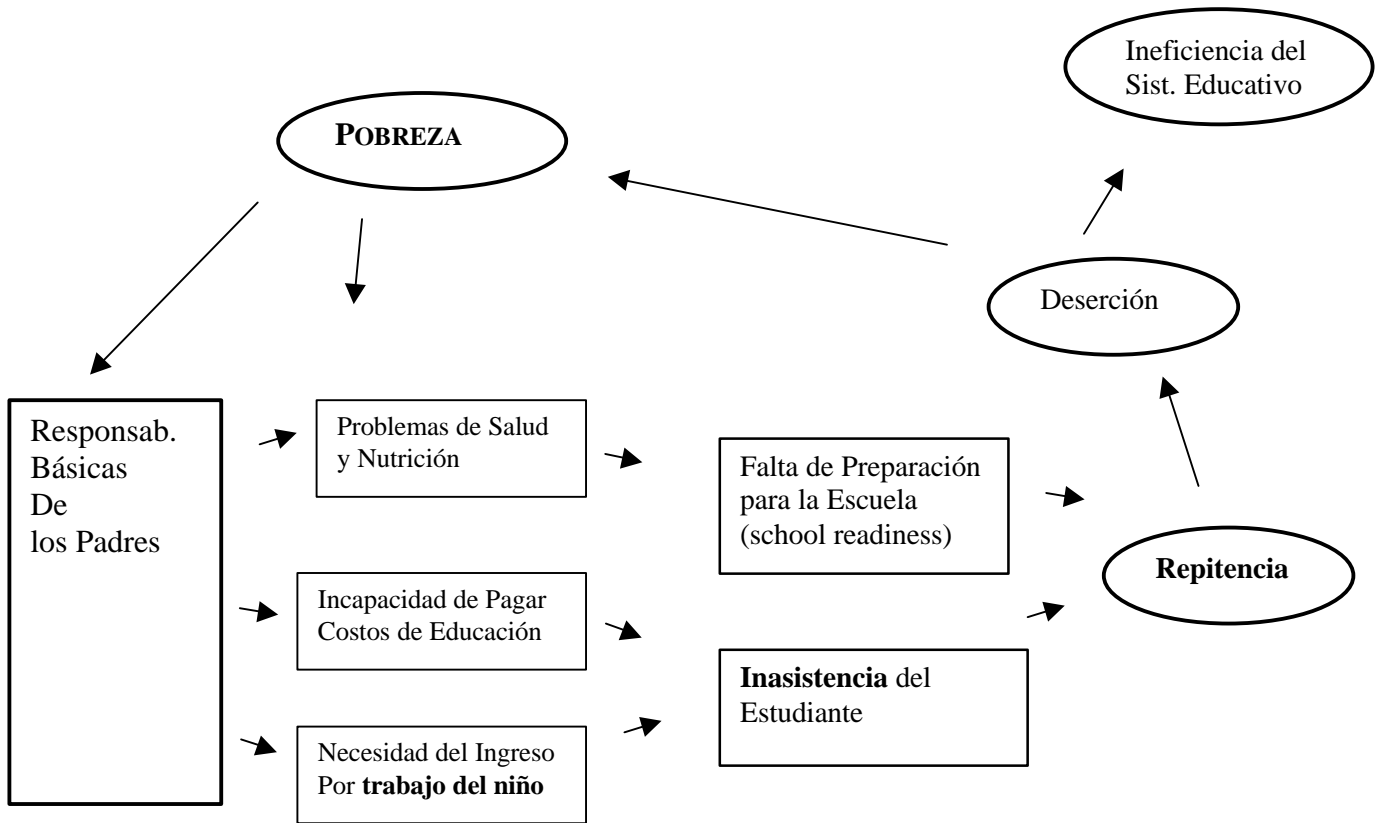 Ineficiencia del
Sist. Educativo
POBREZA
Deserción
Responsab.
Básicas
De
los Padres
Problemas de Salud
y Nutrición
Falta de Preparación
para la Escuela
(school readiness)
Repitencia
Incapacidad de Pagar
Costos de Educación
Inasistencia del
Estudiante
Necesidad del Ingreso
Por trabajo del niño